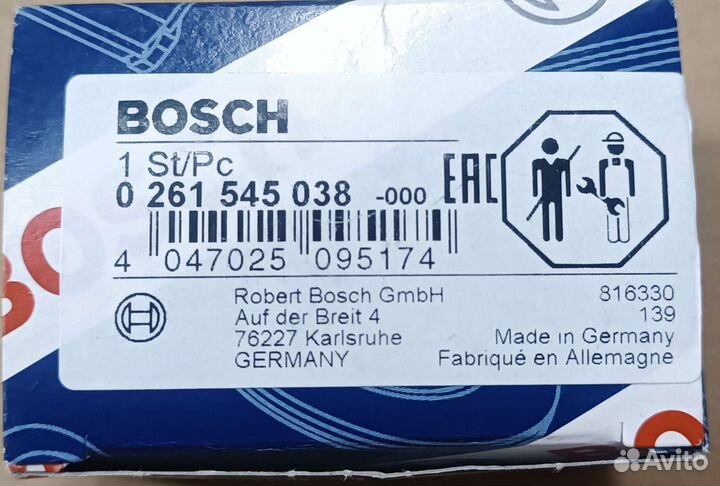 BOSCH
1 St/Pc
0 261 545 038 -000
EAC
4 047025 095174
Robert Bosch GmbH
Auf der Breit 4
76227 Karlsruhe
GERMANY
816330
139
Made in Germany
Fabriqué en Allemagne
Avito